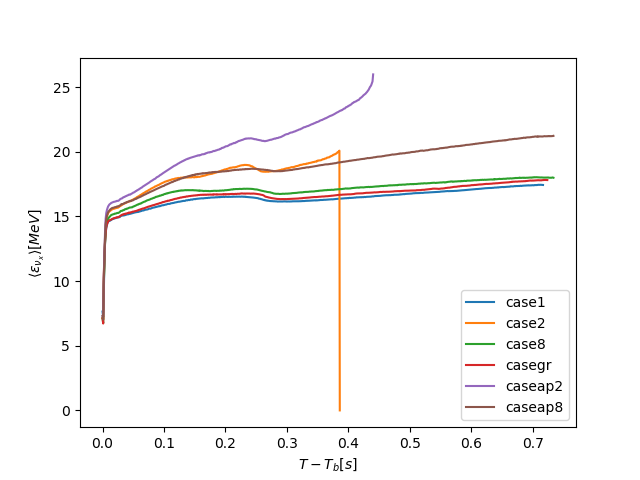 25
20
15
10
5
0
⟨ε_{ν_x}⟩[MeV]
0.0 0.1 0.2 0.3 0.4 0.5 0.6 0.7
T − T_b[s]
case1
case2
case8
casegr
caseap2
caseap8